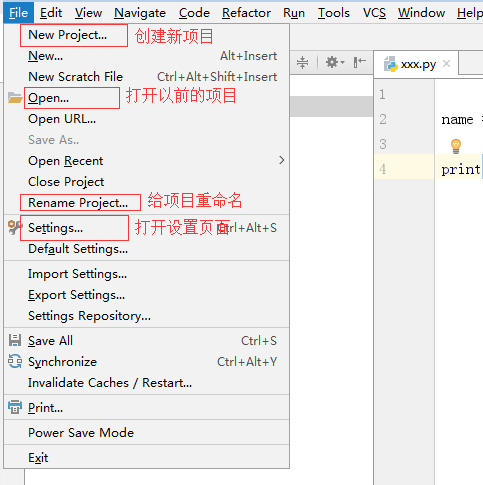 File Edit View Navigate Code Refactor Run Tools VCS Window Help
New Project... 创建新项目
New... Alt+Insert
New Scratch File Ctrl+Alt+Shift+Insert
Open... 打开以前的项目
Open URL...
Save As..
Open Recent
Close Project
Rename Project... 给项目重命名
Settings... 打开设置页面 Ctrl+Alt+S
Default Settings...
Import Settings...
Export Settings...
Settings Repository...
Save All Ctrl+S
Synchronize Ctrl+Alt+Y
Invalidate Caches / Restart...
Print...
Power Save Mode
Exit
xxx.py
1
2 name
3
4 print